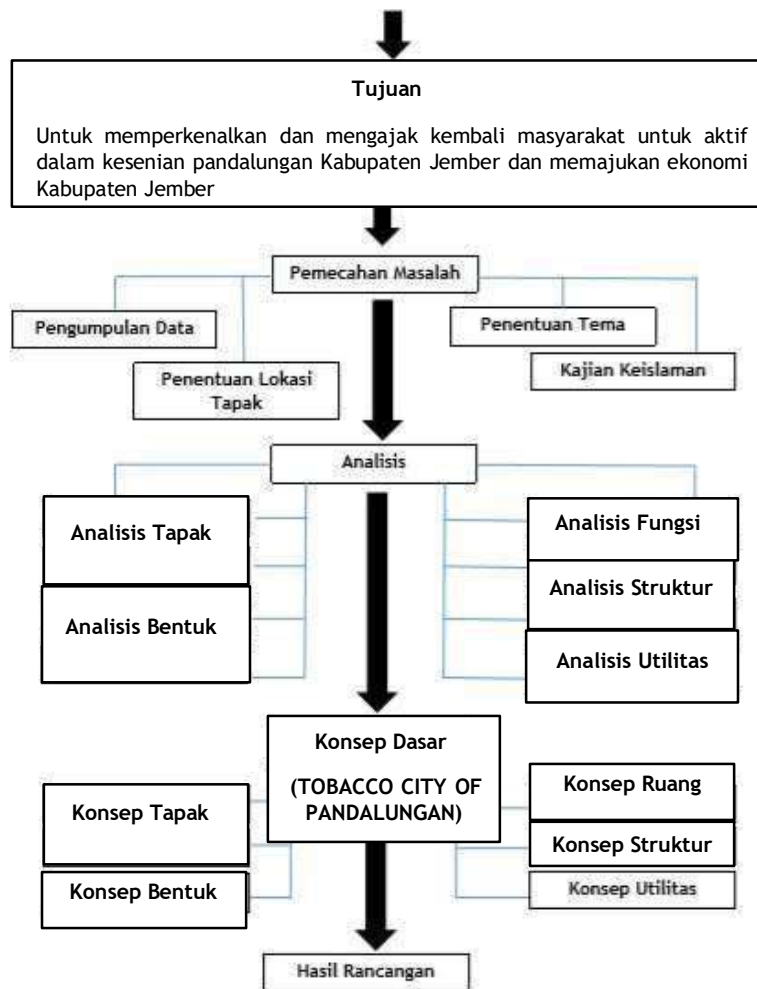 Tujuan
Untuk memperkenalkan dan mengajak kembali masyarakat untuk aktif
dalam kesenian pandalungan Kabupaten Jember dan memajukan ekonomi
Kabupaten Jember
Pemecahan Masalah
Pengumpulan Data
Penentuan Tema
Penentuan Lokasi
Tapak
Kajian Keislaman
Analisis
Analisis Tapak
Analisis Fungsi
Analisis Struktur
Analisis Bentuk
Analisis Utilitas
Konsep Dasar
(TOBACCO CITY OF
PANDALUNGAN)
Konsep Tapak
Konsep Ruang
Konsep Struktur
Konsep Bentuk
Konsep Utilitas
Hasil Rancangan